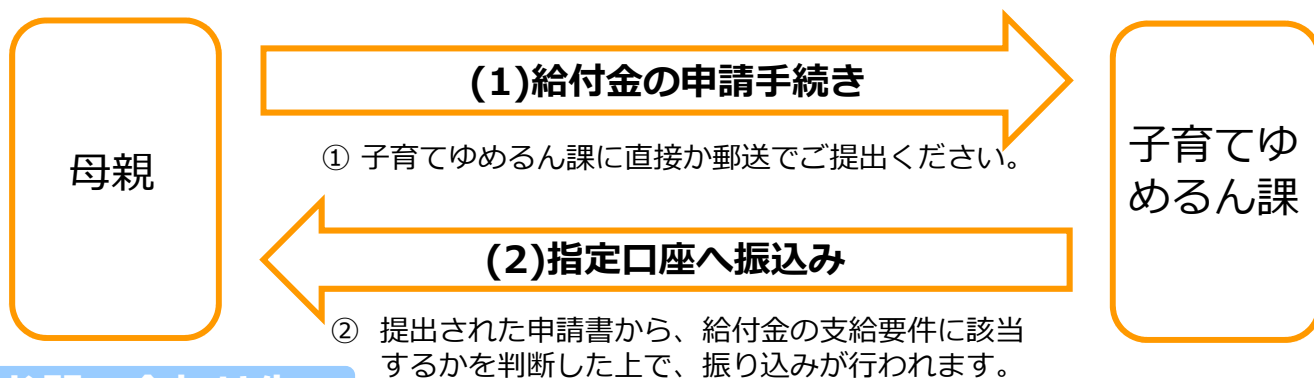 (1)給付金の申請手続き
母親
① 子育てゆめるん課に直接か郵送でご提出ください。
子育てゆ
めるん課
(2)指定口座へ振込み
② 提出された申請書から、給付金の支給要件に該当
するかを判断した上で、振り込みが行われます。